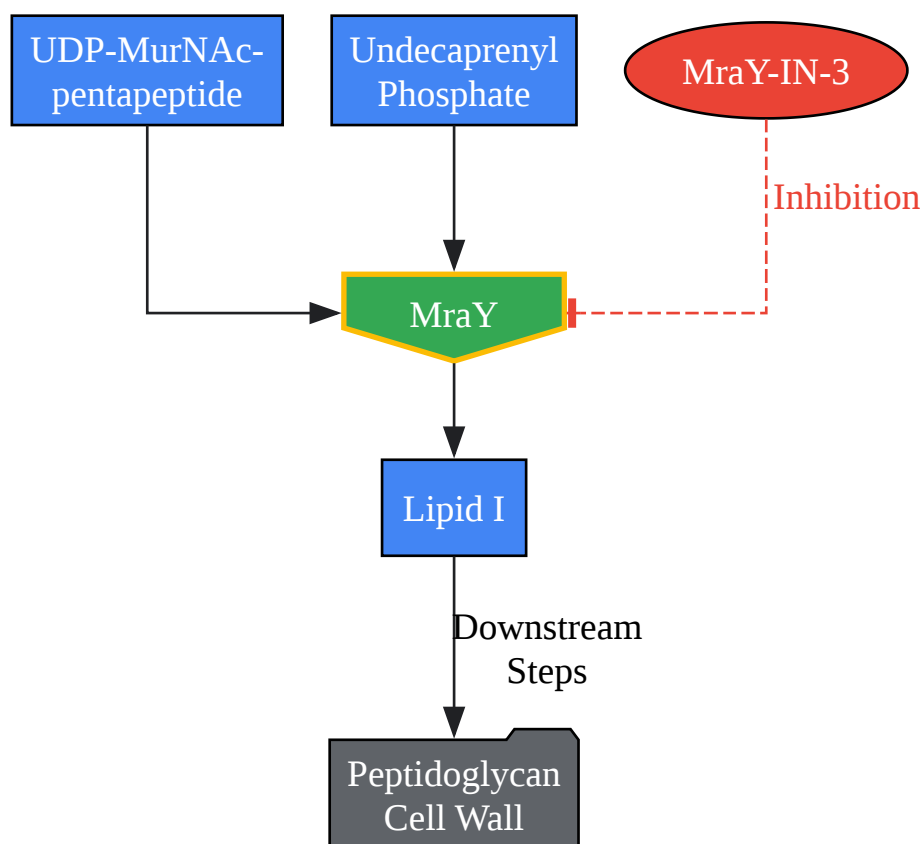 UDP-MurNAc-
pentapeptide
Undecaprenyl
Phosphate
MraY-IN-3
Inhibition
MraY
Lipid I
Downstream
Steps
Peptidoglycan
Cell Wall